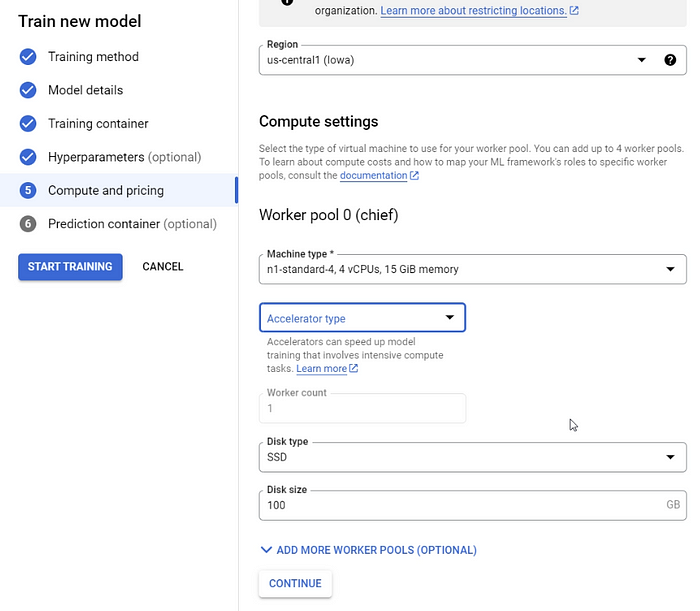 Train new model
Training method
Model details
Training container
Hyperparameters (optional)
5 Compute and pricing
6 Prediction container (optional)
START TRAINING CANCEL
organization. Learn more about restricting locations.
Region
us-central1 (Iowa)
Compute settings
Select the type of virtual machine to use for your worker pool. You can add up to 4 worker pools.
To learn about compute costs and how to map your ML framework's roles to specific worker
pools, consult the documentation
Worker pool 0 (chief)
Machine type *
n1-standard-4, 4 vCPUs, 15 GiB memory
Accelerator type
Accelerators can speed up model
training that involves intensive compute
tasks. Learn more
Worker count
1
Disk type
SSD
Disk size
100 GB
ADD MORE WORKER POOLS (OPTIONAL)
CONTINUE